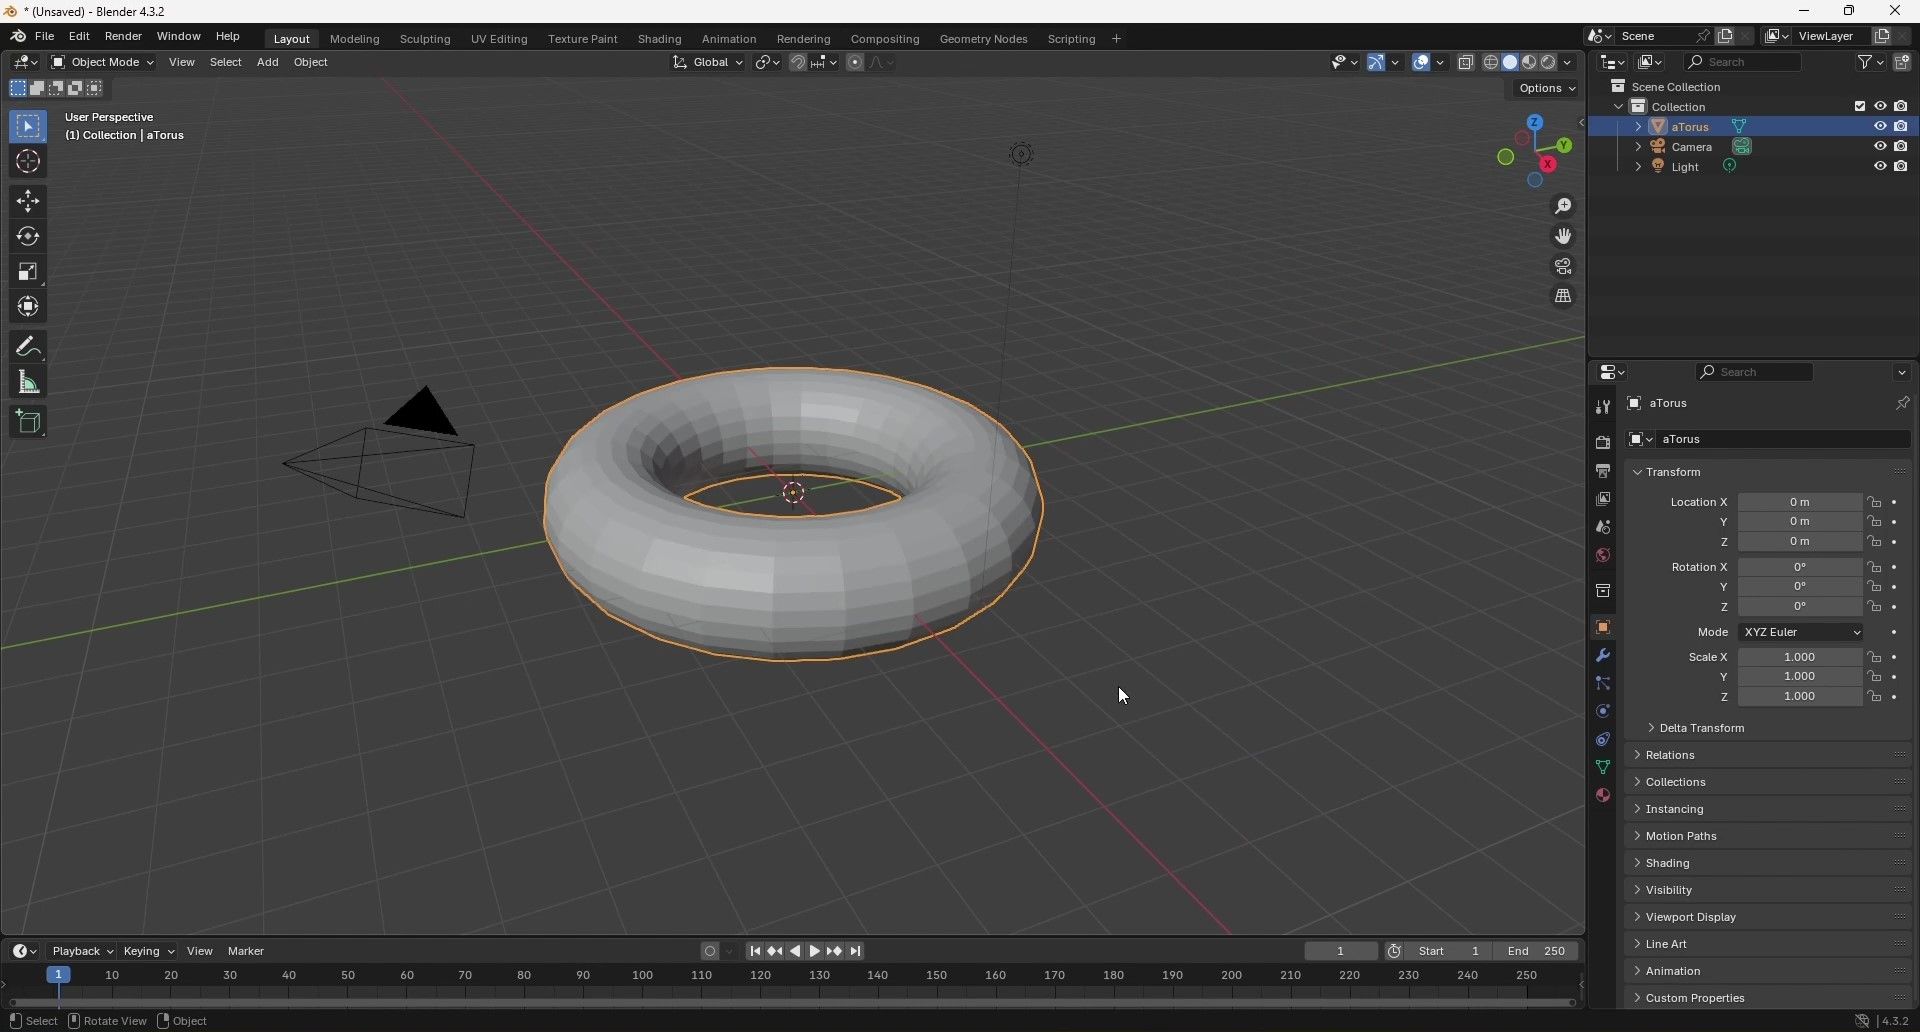 * (Unsaved) - Blender 4.3.2
File Edit Render Window Help Layout Modeling Sculpting UV Editing Texture Paint Shading Animation Rendering Compositing Geometry Nodes Scripting + Scene ViewLayer
Object Mode View Select Add Object Global Search
Options
User Perspective
(1) Collection | aTorus
Z
Y
X
Scene Collection
Collection
aTorus
Camera
Light
Search
aTorus
aTorus
Transform
Location X 0 m
Y 0 m
Z 0 m
Rotation X 0°
Y 0°
Z 0°
Mode XYZ Euler
Scale X 1.000
Y 1.000
Z 1.000
Delta Transform
Relations
Collections
Instancing
Motion Paths
Shading
Visibility
Viewport Display
Line Art
Animation
Custom Properties
Playback Keying View Marker 1 Start 1 End 250
1 10 20 30 40 50 60 70 80 90 100 110 120 130 140 150 160 170 180 190 200 210 220 230 240 250
Select Rotate View Object 4.3.2